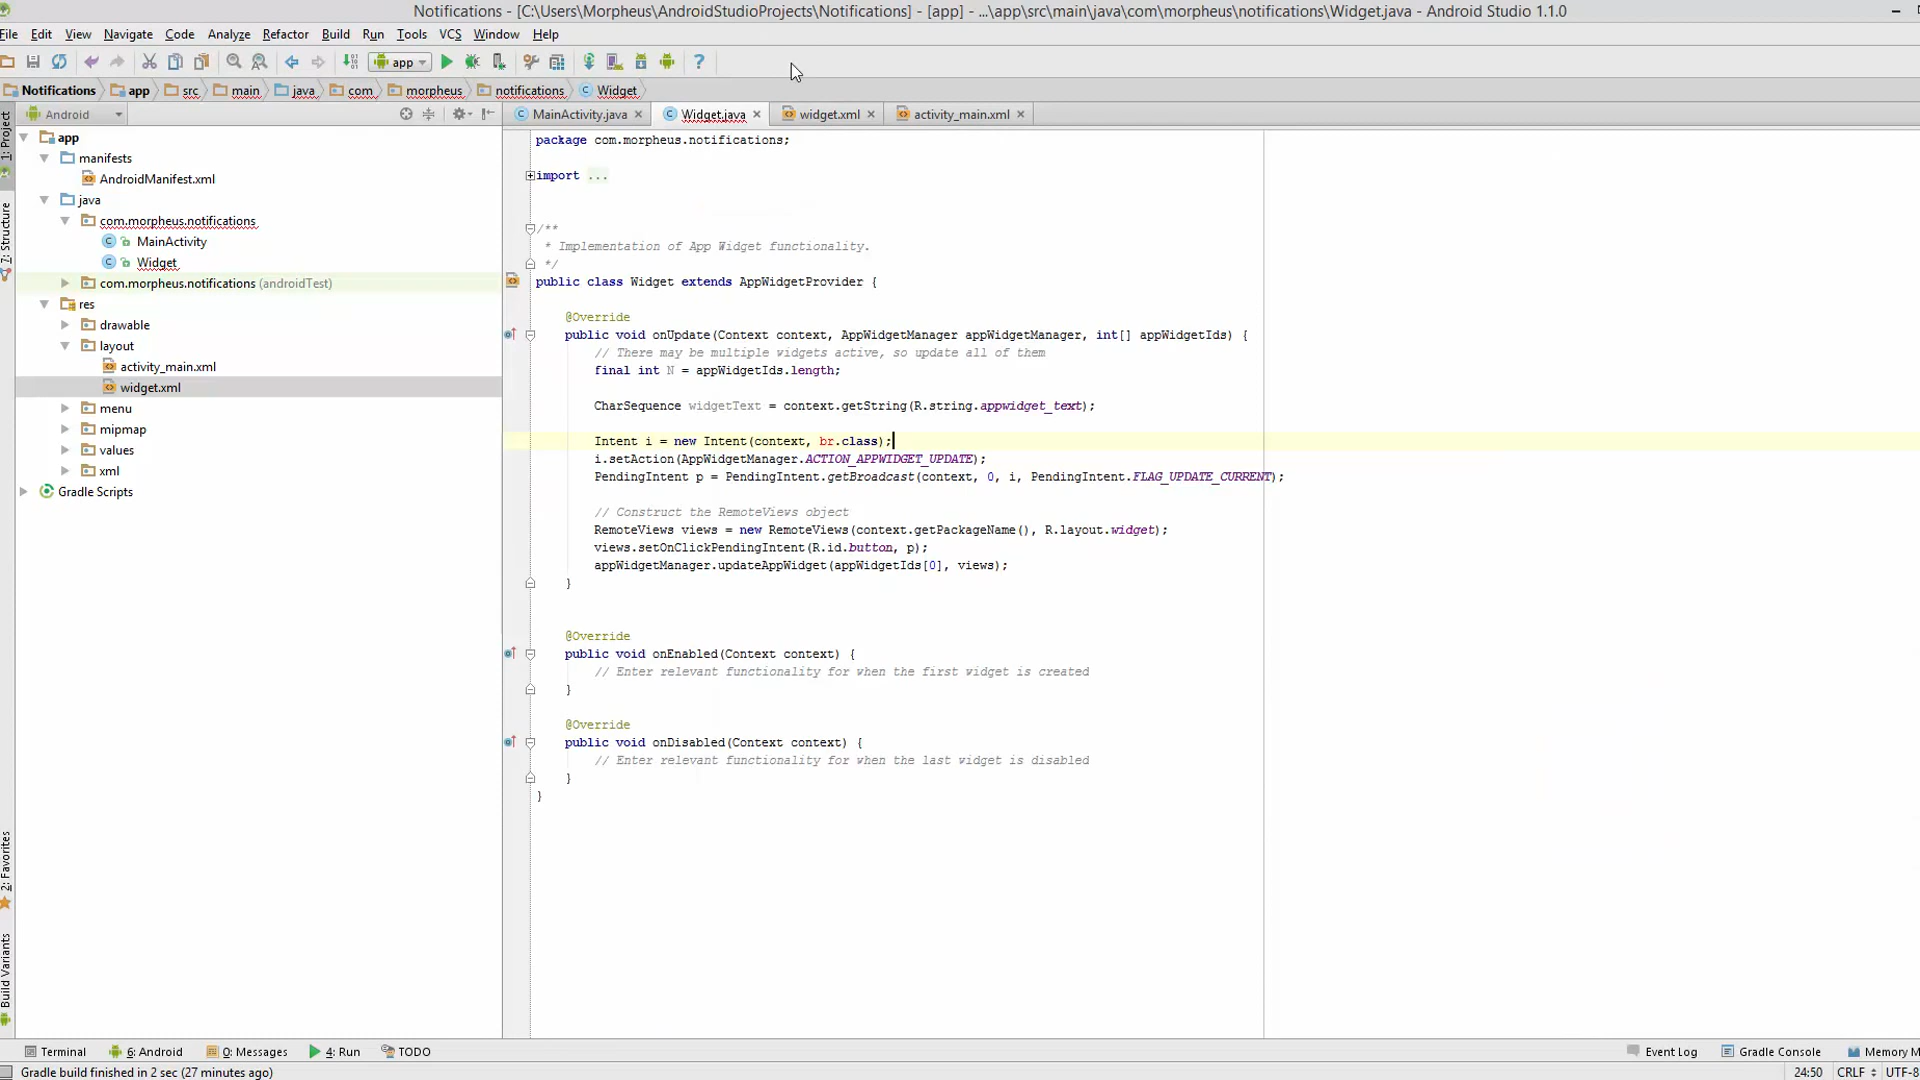 Notifications - [C:\Users\Morpheus\AndroidStudioProjects\Notifications] - [app] - ...\app\src\main\java\com\morpheus\notifications\Widget.java - Android Studio 1.1.0
File Edit View Navigate Code Analyze Refactor Build Run Tools VCS Window Help
app
Notifications app src main java com morpheus notifications Widget
Android
MainActivity.java Widget.java widget.xml activity_main.xml
1: Project
7: Structure
2: Favorites
Build Variants
app
manifests
AndroidManifest.xml
java
com.morpheus.notifications
MainActivity
Widget
com.morpheus.notifications (androidTest)
res
drawable
layout
activity_main.xml
widget.xml
menu
mipmap
values
xml
Gradle Scripts
package com.morpheus.notifications;
import ...
/**
* Implementation of App Widget functionality.
*/
public class Widget extends AppWidgetProvider {
@Override
public void onUpdate(Context context, AppWidgetManager appWidgetManager, int[] appWidgetIds) {
// There may be multiple widgets active, so update all of them
final int N = appWidgetIds.length;
CharSequence widgetText = context.getString(R.string.appwidget_text);
Intent i = new Intent(context, br.class);
i.setAction(AppWidgetManager.ACTION_APPWIDGET_UPDATE);
PendingIntent p = PendingIntent.getBroadcast(context, 0, i, PendingIntent.FLAG_UPDATE_CURRENT);
// Construct the RemoteViews object
RemoteViews views = new RemoteViews(context.getPackageName(), R.layout.widget);
views.setOnClickPendingIntent(R.id.button, p);
appWidgetManager.updateAppWidget(appWidgetIds[0], views);
}
@Override
public void onEnabled(Context context) {
// Enter relevant functionality for when the first widget is created
}
@Override
public void onDisabled(Context context) {
// Enter relevant functionality for when the last widget is disabled
}
}
Terminal 6: Android 0: Messages 4: Run TODO Event Log Gradle Console Memory M
Gradle build finished in 2 sec (27 minutes ago) 24:50 CRLF UTF-8